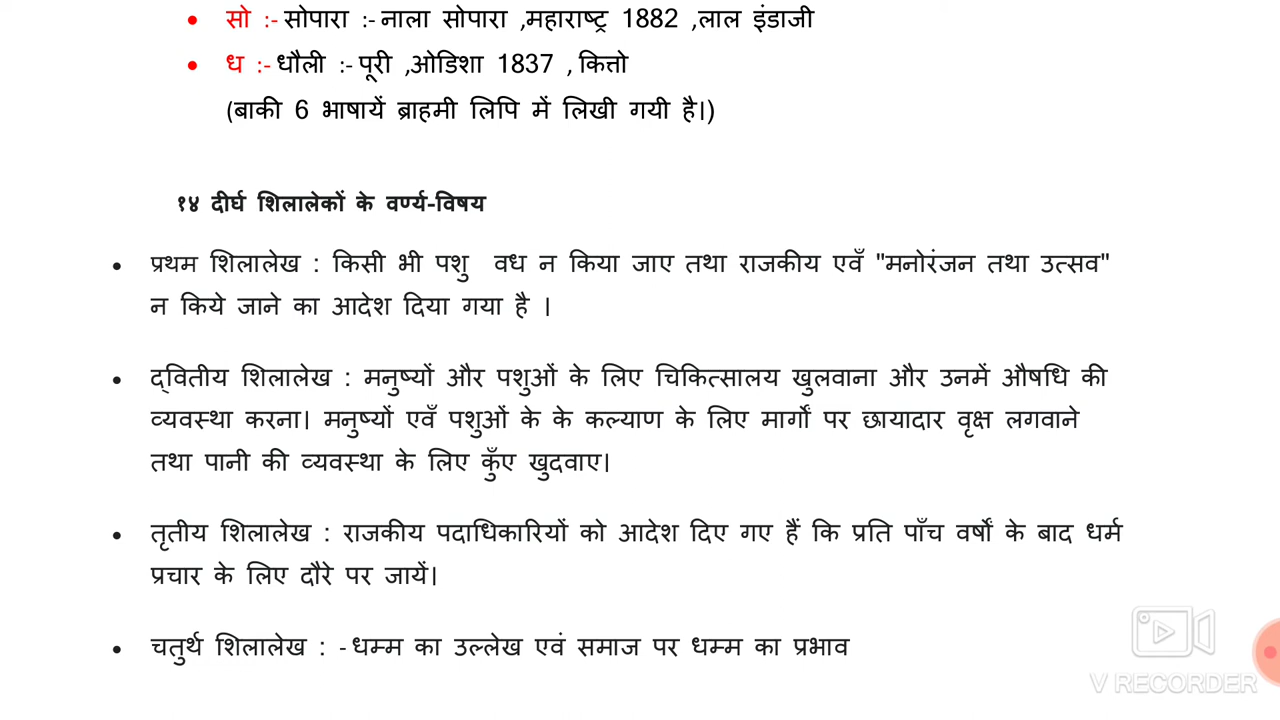 • सो :- सोपारा :- नाला सोपारा ,महाराष्ट्र 1882 ,लाल इंडाजी
• ध :- धौली :- पूरी ,ओडिशा 1837 , कित्तो
(बाकी 6 भाषायें ब्राहमी लिपि में लिखी गयी है।)
१४ दीर्घ शिलालेकों के वर्ण्य-विषय
• प्रथम शिलालेख : किसी भी पशु वध न किया जाए तथा राजकीय एवँ "मनोरंजन तथा उत्सव"
न किये जाने का आदेश दिया गया है ।
• द्वितीय शिलालेख : मनुष्यों और पशुओं के लिए चिकित्सालय खुलवाना और उनमें औषधि की
व्यवस्था करना। मनुष्यों एवँ पशुओं के के कल्याण के लिए मार्गों पर छायादार वृक्ष लगवाने
तथा पानी की व्यवस्था के लिए कुँए खुदवाए।
• तृतीय शिलालेख : राजकीय पदाधिकारियों को आदेश दिए गए हैं कि प्रति पाँच वर्षों के बाद धर्म
प्रचार के लिए दौरे पर जायें।
• चतुर्थ शिलालेख : - धम्म का उल्लेख एवं समाज पर धम्म का प्रभाव
V RECORDER